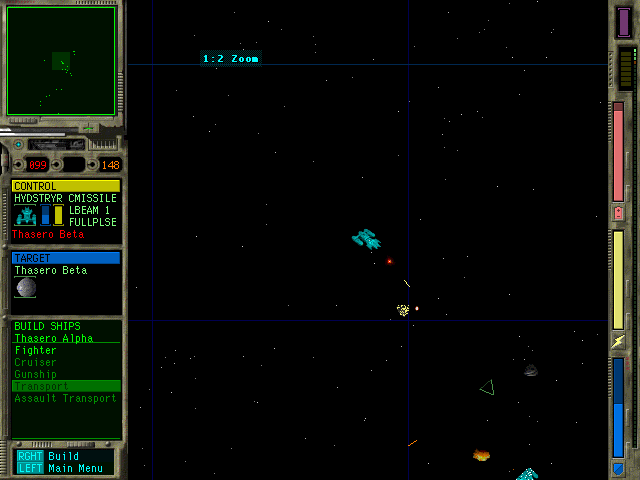 1:2 Zoom
099 148
CONTROL
HVDSTRYR CMISSILE
LBEAM 1
FULLPLSE
Thasero Beta
TARGET
Thasero Beta
BUILD SHIPS
Thasero Alpha
Fighter
Cruiser
Gunship
Transport
Assault Transport
RGHT Build
LEFT Main Menu